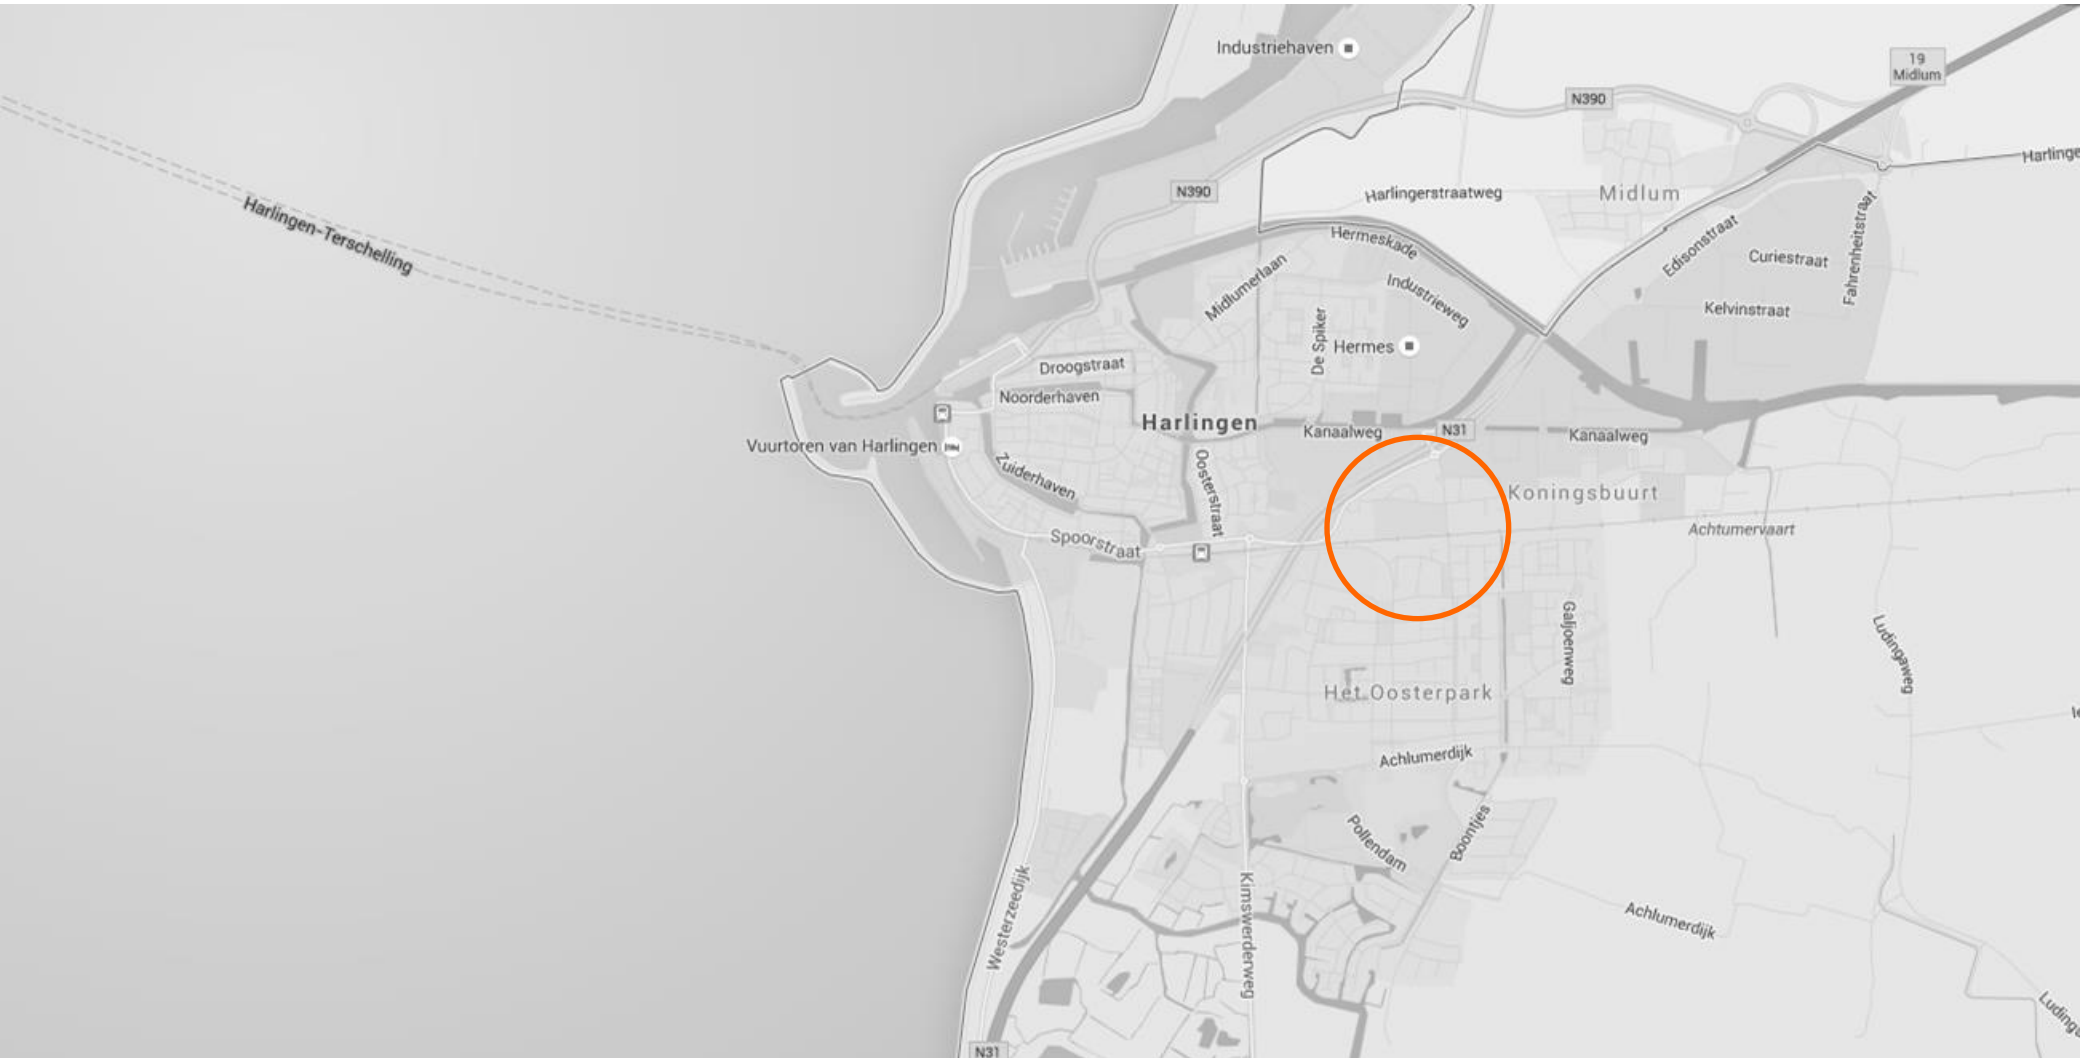 Industriehaven
19
Midlum
N390
Harlinge
N390
Harlingerstraatweg
Midlum
Harlingen-Terschelling
Hermeskade
Edisonstraat
Curiestraat
Fahrenheitstraat
Midlumerlaan
Industrieweg
Kelvinstraat
De Spiker
Hermes
Droogstraat
Noorderhaven
Harlingen
Kanaalweg
N31
Kanaalweg
Vuurtoren van Harlingen
Zuiderhaven
Oosterstraat
Koningsbuurt
Spoorstraat
Achtumervaart
Galjoenweg
Ludingaweg
Het Oosterpark
Achlumerdijk
Pollendam
Boontjes
Westerzeedijk
Kimswerderweg
Achlumerdijk
Ludinga
N31